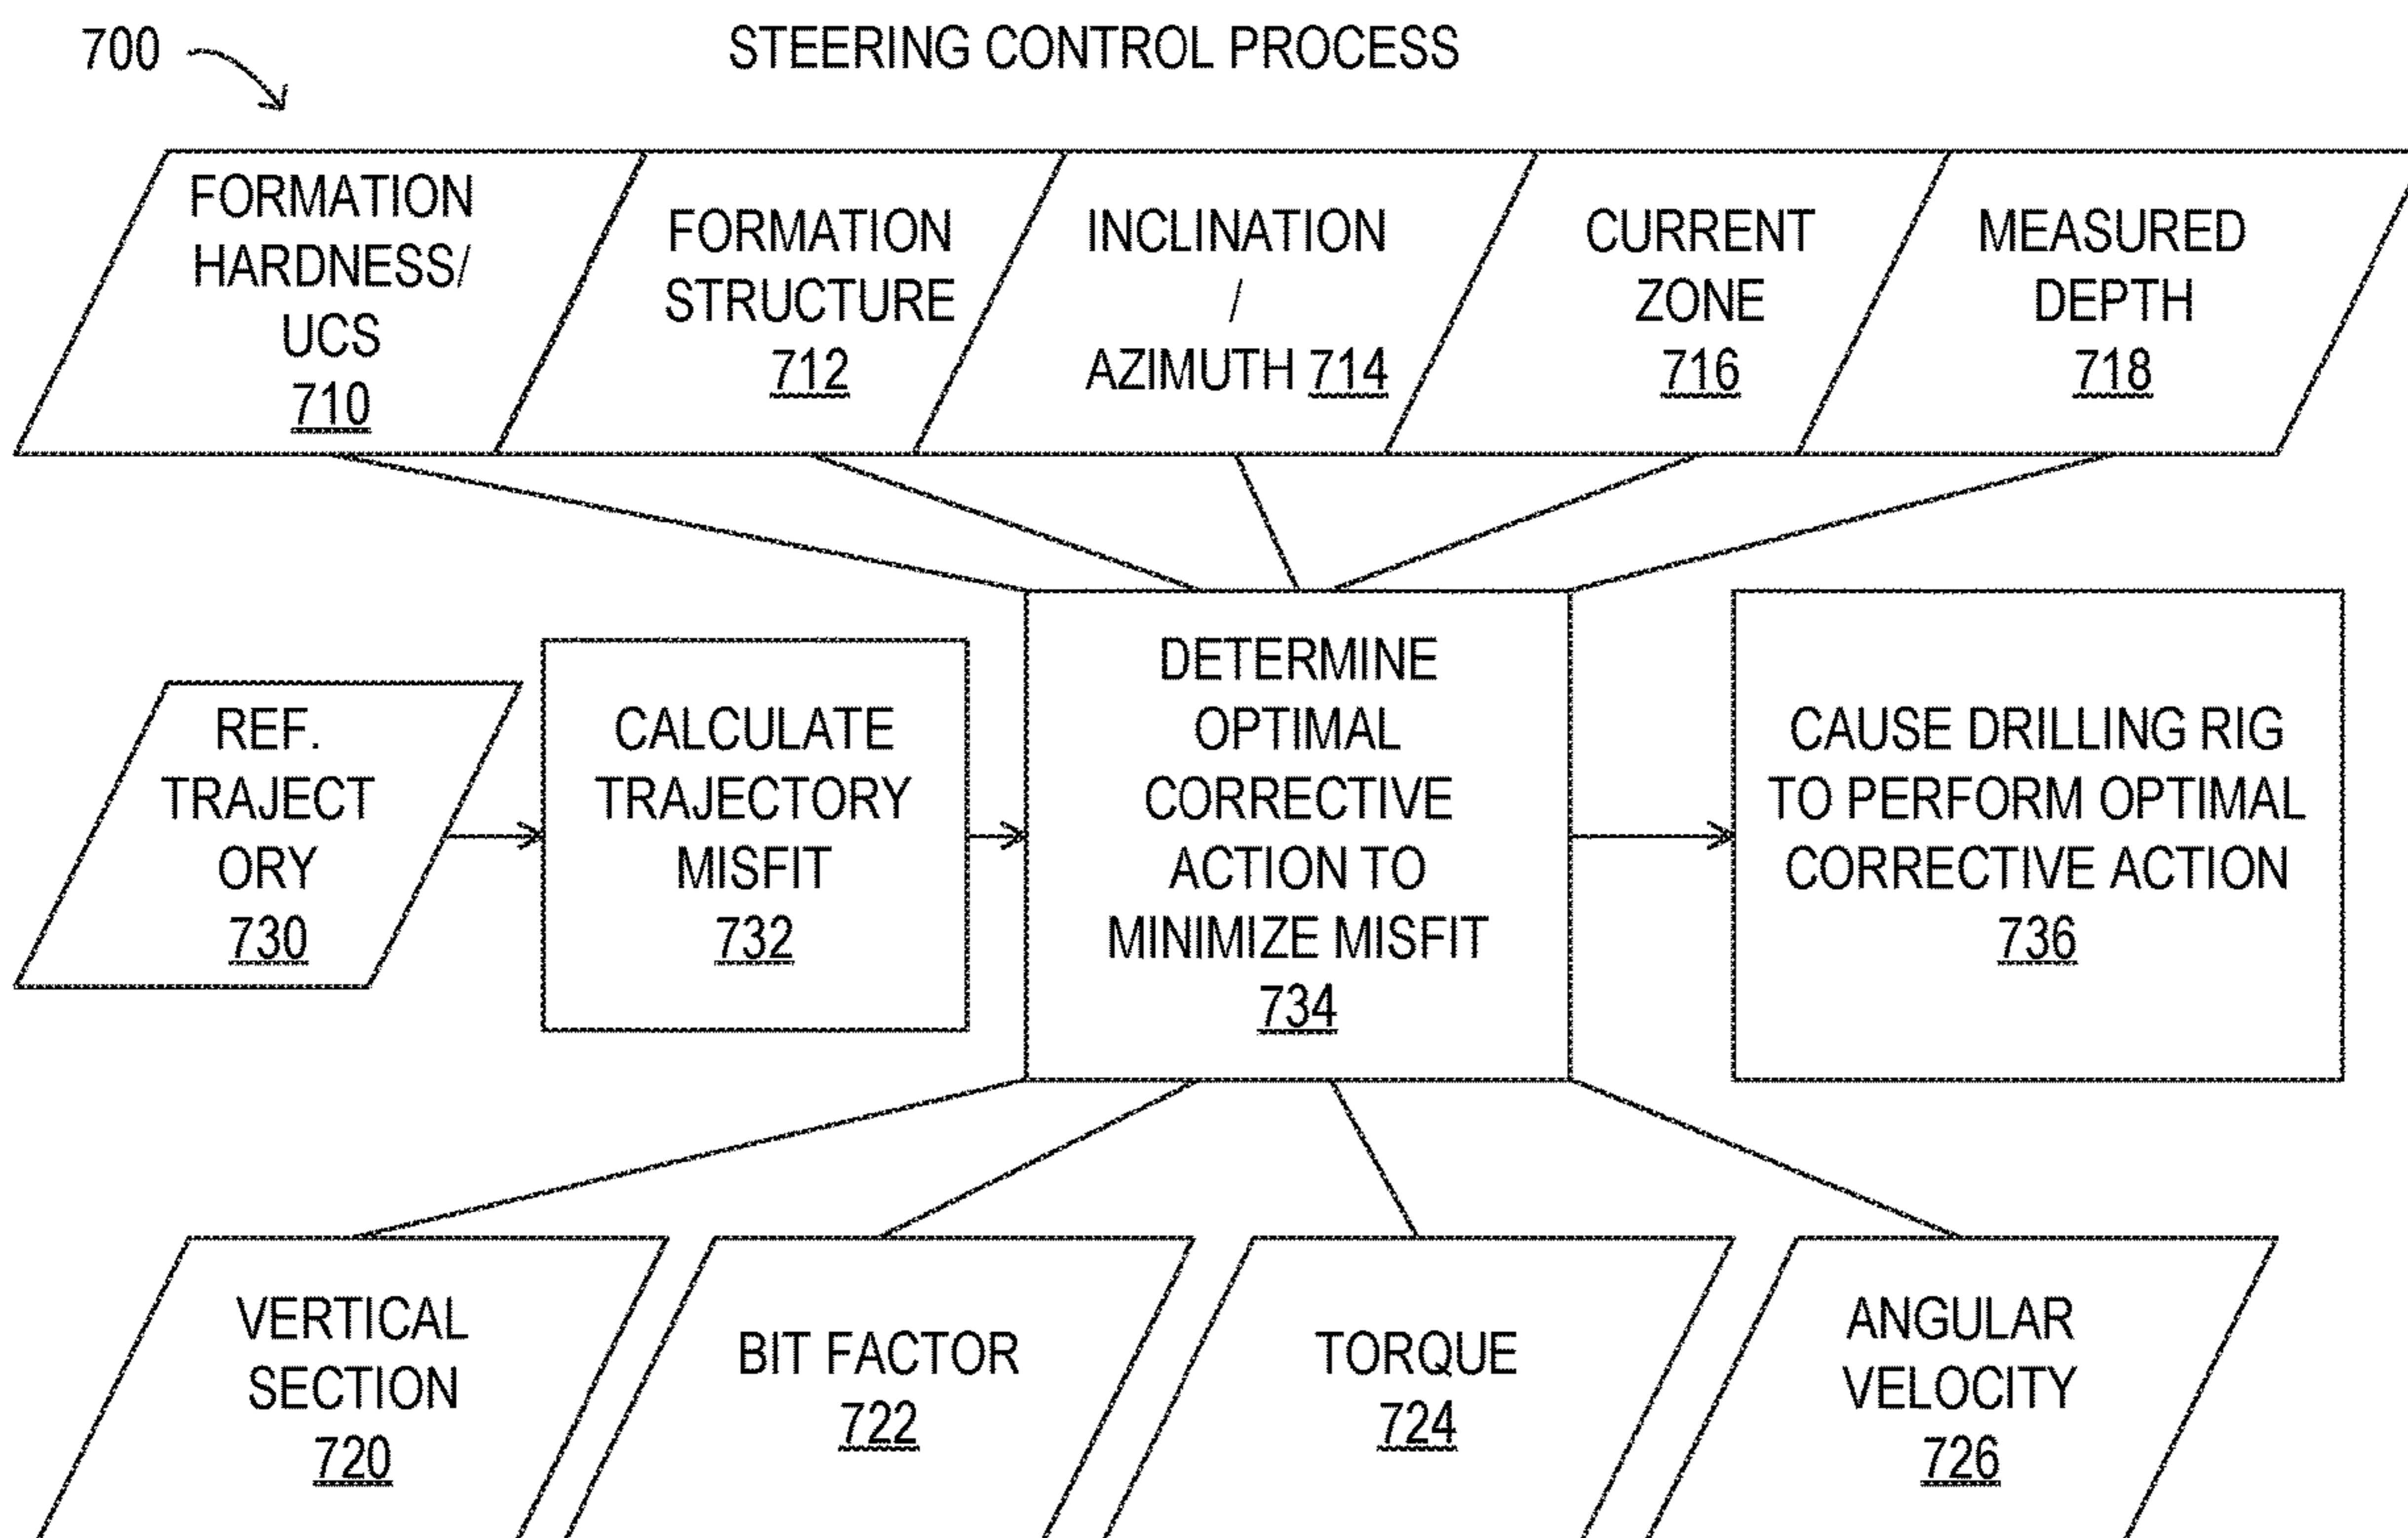 700
STEERING CONTROL PROCESS
FORMATION
HARDNESS/
UCS
710
FORMATION
STRUCTURE
712
INCLINATION
/
AZIMUTH 714
CURRENT
ZONE
716
MEASURED
DEPTH
718
REF.
TRAJECT
ORY
730
CALCULATE
TRAJECTORY
MISFIT
732
DETERMINE
OPTIMAL
CORRECTIVE
ACTION TO
MINIMIZE MISFIT
734
CAUSE DRILLING RIG
TO PERFORM OPTIMAL
CORRECTIVE ACTION
736
VERTICAL
SECTION
720
BIT FACTOR
722
TORQUE
724
ANGULAR
VELOCITY
726